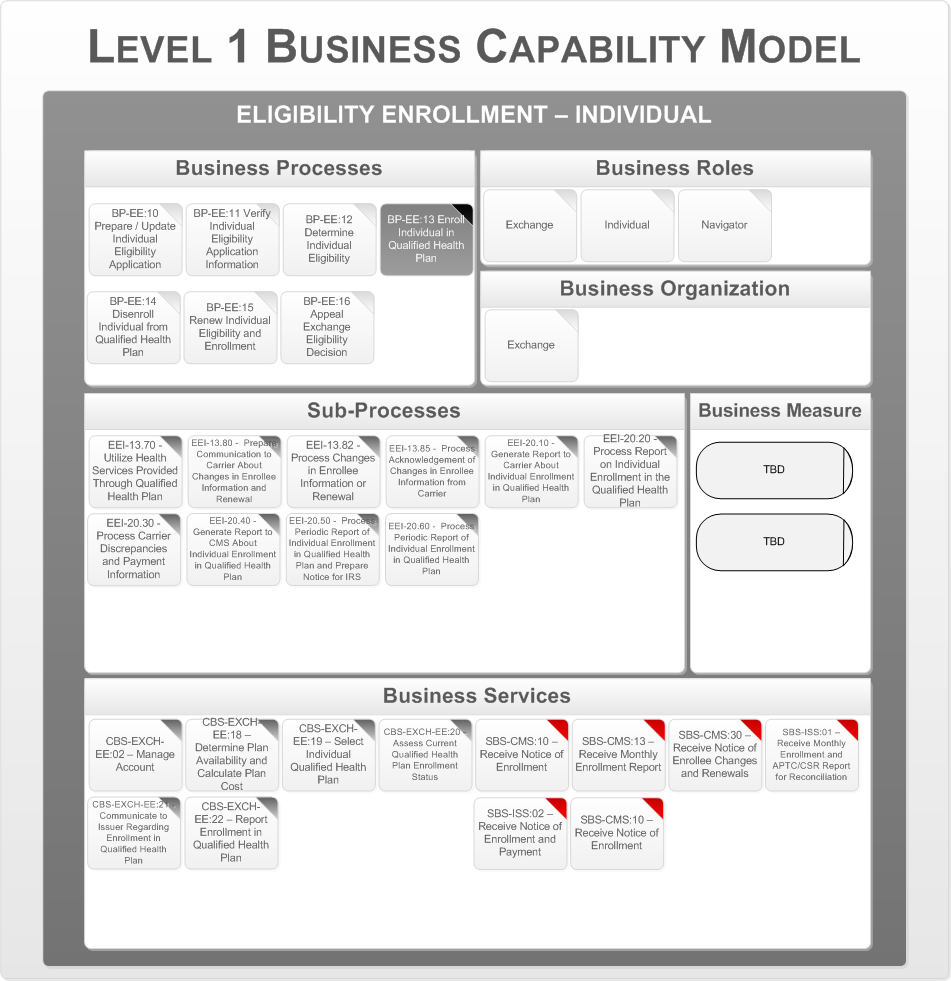 LEVEL 1 BUSINESS CAPABILITY MODEL
ELIGIBILITY ENROLLMENT – INDIVIDUAL
Business Processes
BP-EE:10
Prepare / Update
Individual
Eligibility
Application
BP-EE:11 Verify
Individual
Eligibility
Application
Information
BP-EE:12
Determine
Individual
Eligibility
BP-EE:13 Enroll
Individual in
Qualified Health
Plan
BP-EE:14
Disenroll
Individual from
Qualified Health
Plan
BP-EE:15
Renew Individual
Eligibility and
Enrollment
BP-EE:16
Appeal
Exchange
Eligibility
Decision
Business Roles
Exchange
Individual
Navigator
Business Organization
Exchange
Sub-Processes
EEI-13.70 -
Utilize Health
Services Provided
Through Qualified
Health Plan
EEI-13.80 - Prepare
Communication to
Carrier About
Changes in Enrollee
Information and
Renewal
EEI-13.82 -
Process Changes
in Enrollee
Information or
Renewal
EEI-13.85 - Process
Acknowledgement of
Changes in Enrollee
Information from
Carrier
EEI-20.10 -
Generate Report to
Carrier About
Individual Enrollment
in Qualified Health
Plan
EEI-20.20 -
Process Report
on Individual
Enrollment in the
Qualified Health
Plan
EEI-20.30 -
Process Carrier
Discrepancies
and Payment
Information
EEI-20.40 -
Generate Report to
CMS About
Individual Enrollment
in Qualified Health
Plan
EEI-20.50 - Process
Periodic Report of
Individual Enrollment
in Qualified Health
Plan and Prepare
Notice for IRS
EEI-20.60 - Process
Periodic Report of
Individual Enrollment
in Qualified Health
Plan
Business Measure
TBD
TBD
Business Services
CBS-EXCH-
EE:02 – Manage
Account
CBS-EXCH-
EE:18 –
Determine Plan
Availability and
Calculate Plan
Cost
CBS-EXCH-
EE:19 – Select
Individual
Qualified Health
Plan
CBS-EXCH-EE:20 -
Assess Current
Qualified Health
Plan Enrollment
Status
SBS-CMS:10 –
Receive Notice of
Enrollment
SBS-CMS:13 –
Receive Monthly
Enrollment Report
SBS-CMS:30 –
Receive Notice of
Enrollee Changes
and Renewals
SBS-ISS:01 –
Receive Monthly
Enrollment and
APTC/CSR Report
for Reconciliation
CBS-EXCH-EE:21 -
Communicate to
Issuer Regarding
Enrollment in
Qualified Health
Plan
CBS-EXCH-
EE:22 – Report
Enrollment in
Qualified Health
Plan
SBS-ISS:02 –
Receive Notice of
Enrollment and
Payment
SBS-CMS:10 –
Receive Notice of
Enrollment